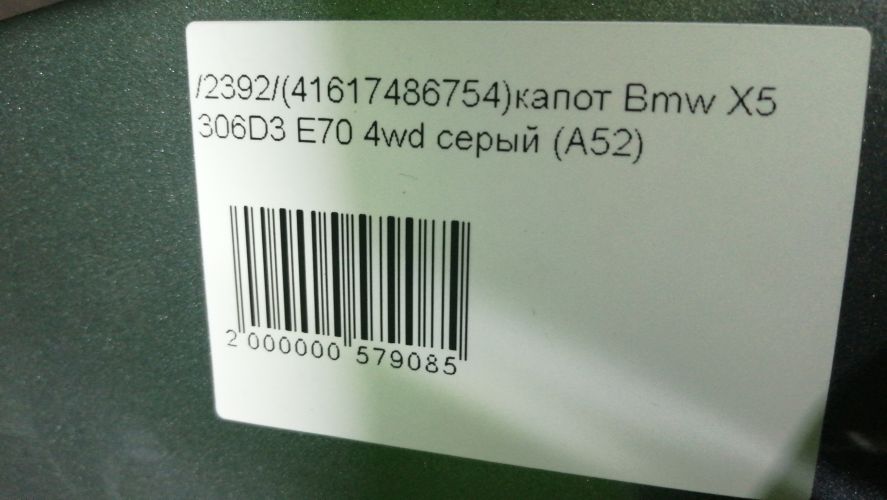 /2392/(41617486754)капот Bmw X5
306D3 E70 4wd серый (A52)
2 000000 579085